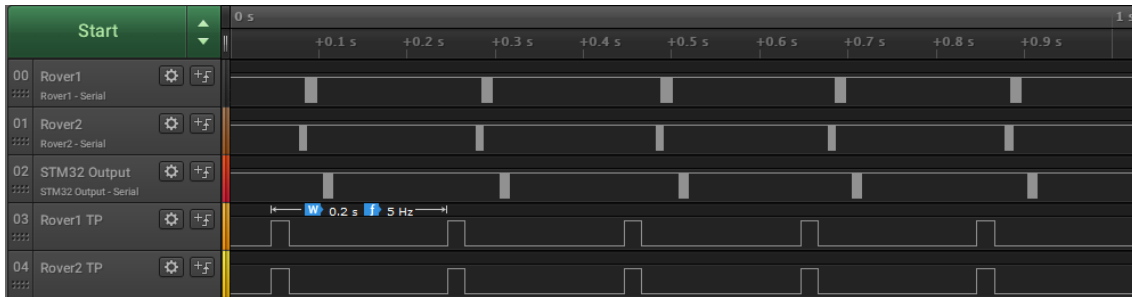 Start
0 s
1 s
+0.1 s +0.2 s +0.3 s +0.4 s +0.5 s +0.6 s +0.7 s +0.8 s +0.9 s
00 Rover1
Rover1 - Serial
01 Rover2
Rover2 - Serial
02 STM32 Output
STM32 Output - Serial
W 0.2 s f 5 Hz
03 Rover1 TP
04 Rover2 TP